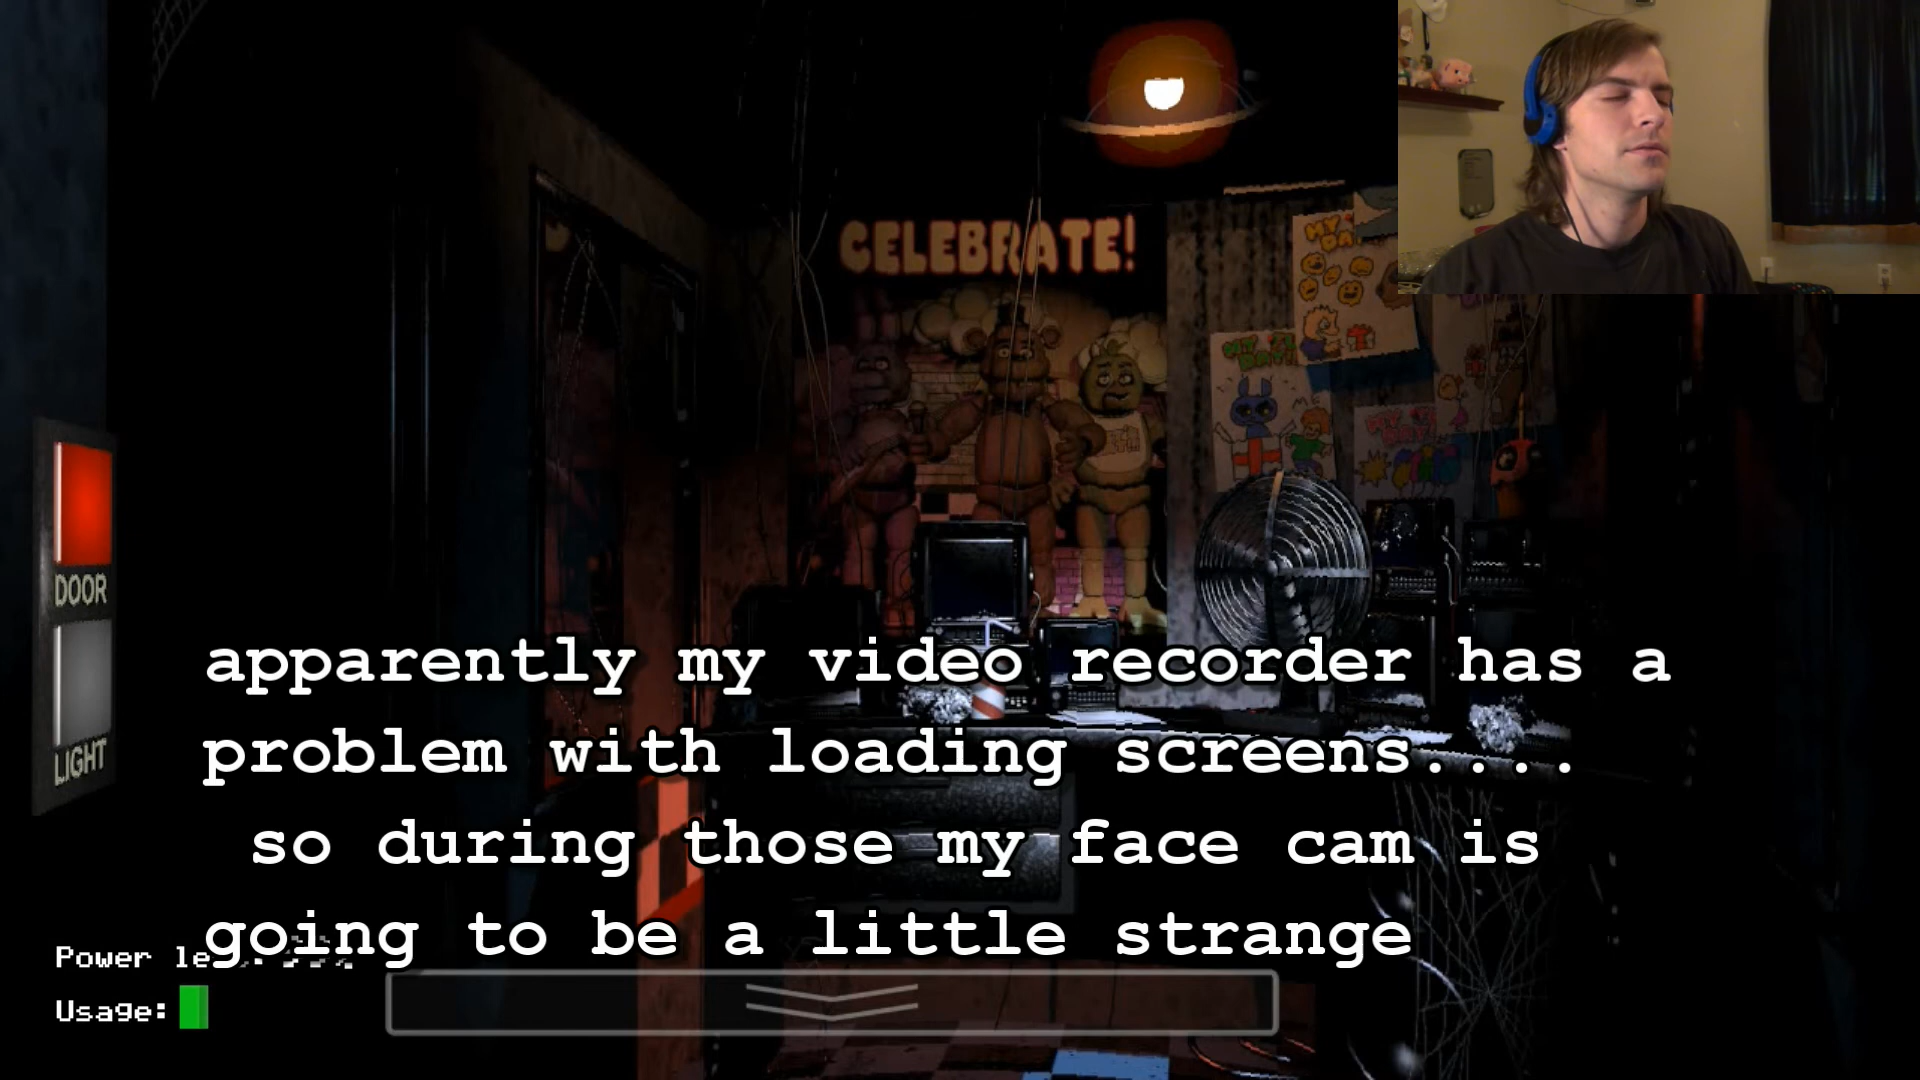 CELEBRATE!
MY
DOOR
LIGHT
apparently my video recorder has a
problem with loading screens....
so during those my face cam is
going to be a little strange
Power
Usage: